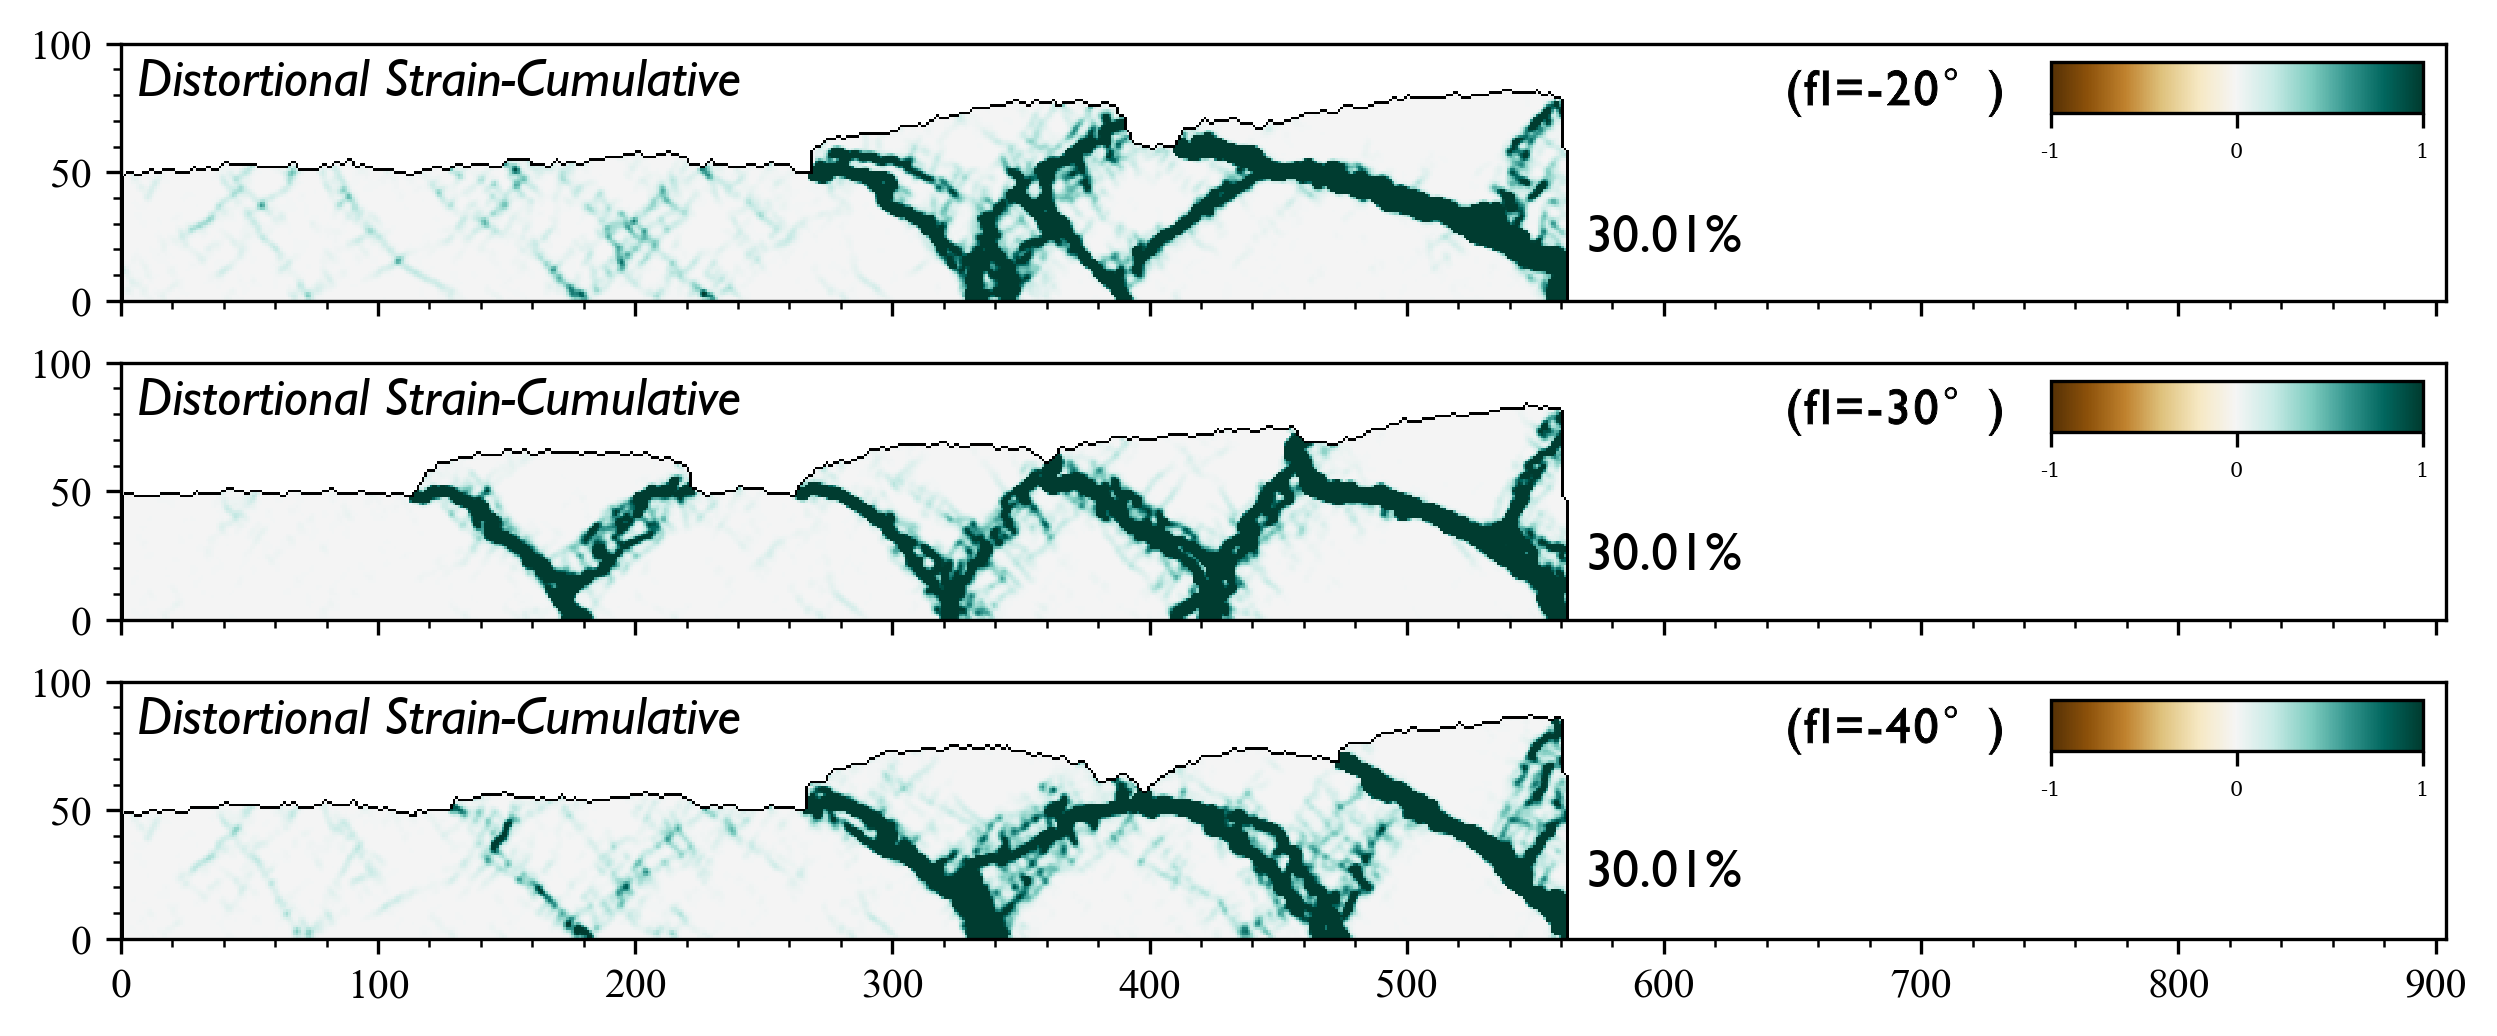 100
Distortional Strain-Cumulative
(fl=-20° )
-1 0 1
50
30.01%
0
100
Distortional Strain-Cumulative
(fl=-30° )
-1 0 1
50
30.01%
0
100
Distortional Strain-Cumulative
(fl=-40° )
-1 0 1
50
30.01%
0
0 100 200 300 400 500 600 700 800 900